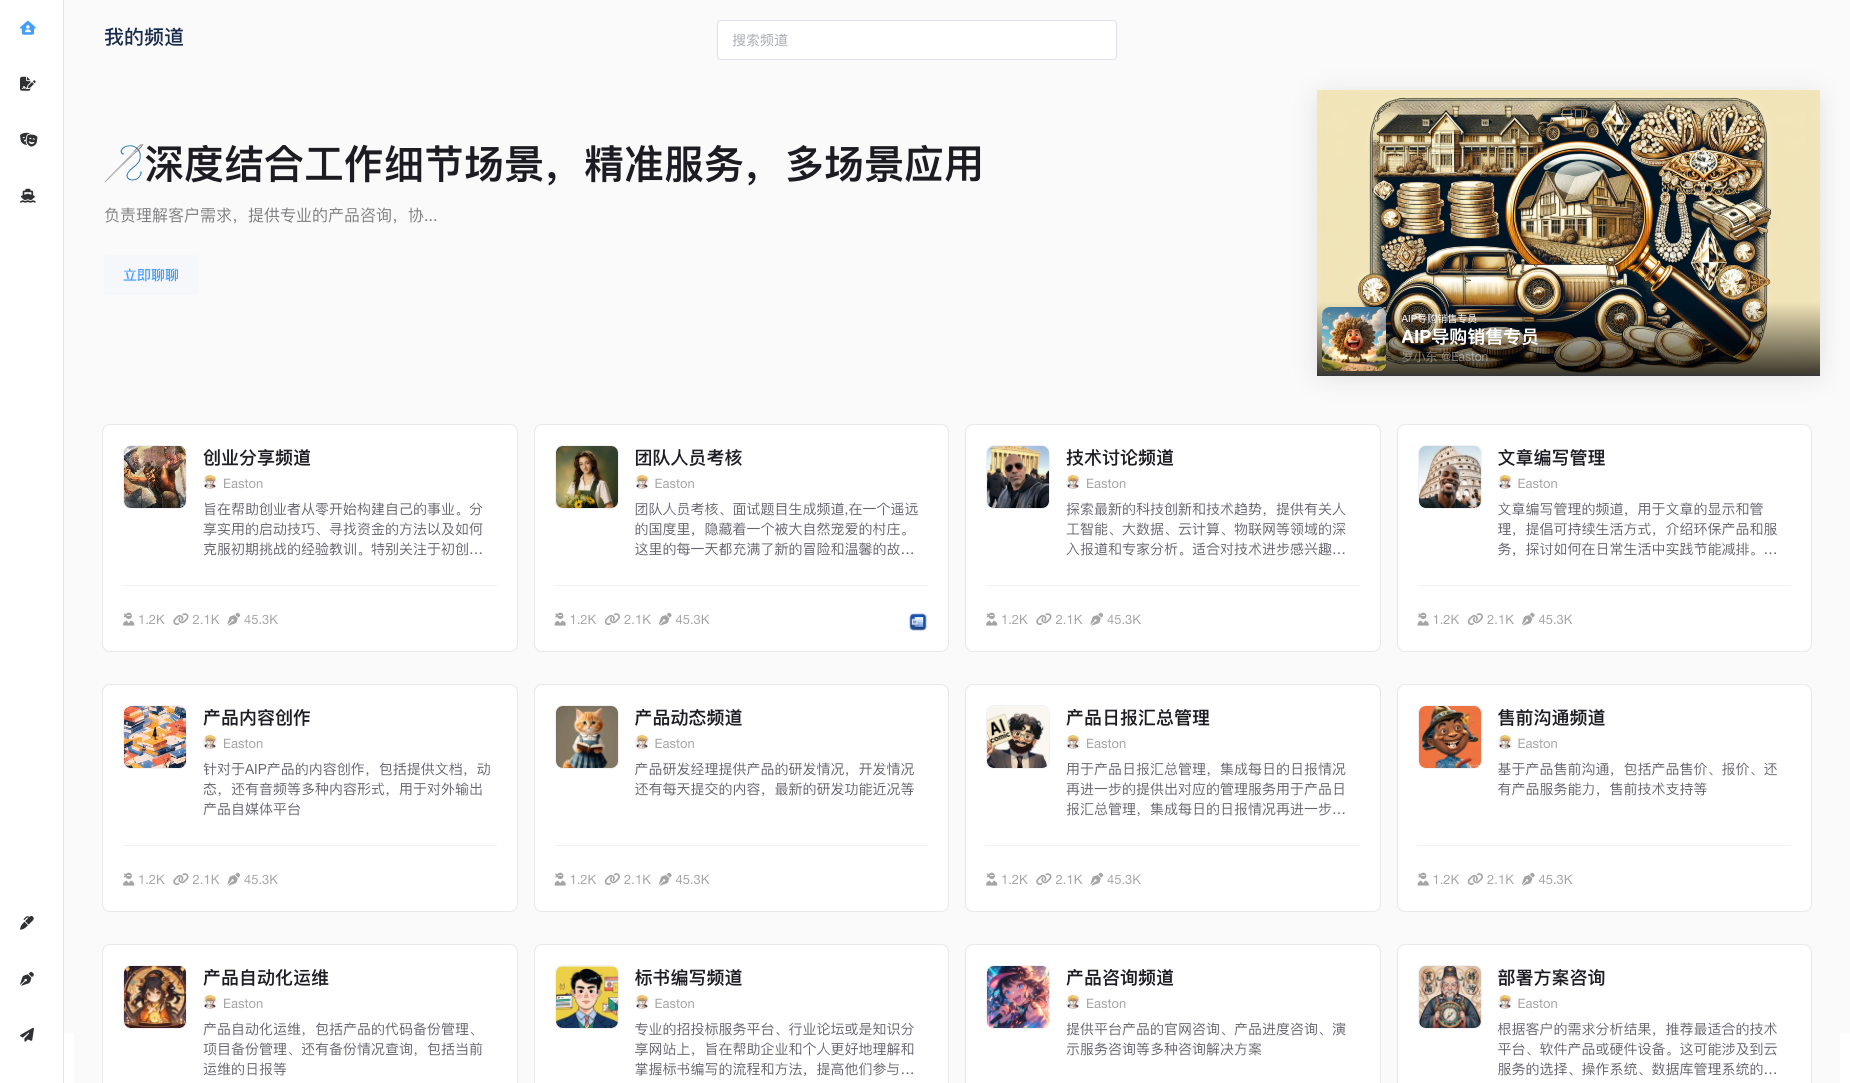 我的频道
搜索频道
深度结合工作细节场景，精准服务，多场景应用
负责理解客户需求，提供专业的产品咨询，协...
立即聊聊
AIP导购销售专员
AIP导购销售专员
罗小东 @Easton
创业分享频道
Easton
旨在帮助创业者从零开始构建自己的事业。分
享实用的启动技巧、寻找资金的方法以及如何
克服初期挑战的经验教训。特别关注于初创...
1.2K 2.1K 45.3K
团队人员考核
Easton
团队人员考核、面试题目生成频道,在一个遥远
的国度里，隐藏着一个被大自然宠爱的村庄。
这里的每一天都充满了新的冒险和温馨的故...
1.2K 2.1K 45.3K
技术讨论频道
Easton
探索最新的科技创新和技术趋势，提供有关人
工智能、大数据、云计算、物联网等领域的深
入报道和专家分析。适合对技术进步感兴趣...
1.2K 2.1K 45.3K
文章编写管理
Easton
文章编写管理的频道，用于文章的显示和管
理，提倡可持续生活方式，介绍环保产品和服
务，探讨如何在日常生活中实践节能减排。...
1.2K 2.1K 45.3K
产品内容创作
Easton
针对于AIP产品的内容创作，包括提供文档，动
态，还有音频等多种内容形式，用于对外输出
产品自媒体平台
1.2K 2.1K 45.3K
产品动态频道
Easton
产品研发经理提供产品的研发情况，开发情况
还有每天提交的内容，最新的研发功能近况等
1.2K 2.1K 45.3K
AI
comic
产品日报汇总管理
Easton
用于产品日报汇总管理，集成每日的日报情况
再进一步的提供出对应的管理服务用于产品日
报汇总管理，集成每日的日报情况再进一步...
1.2K 2.1K 45.3K
售前沟通频道
Easton
基于产品售前沟通，包括产品售价、报价、还
有产品服务能力，售前技术支持等
1.2K 2.1K 45.3K
产品自动化运维
Easton
产品自动化运维，包括产品的代码备份管理、
项目备份管理、还有备份情况查询，包括当前
运维的日报等
标书编写频道
Easton
专业的招投标服务平台、行业论坛或是知识分
享网站上，旨在帮助企业和个人更好地理解和
掌握标书编写的流程和方法，提高他们参与...
产品咨询频道
Easton
提供平台产品的官网咨询、产品进度咨询、演
示服务咨询等多种咨询解决方案
部署方案咨询
Easton
根据客户的需求分析结果，推荐最适合的技术
平台、软件产品或硬件设备。这可能涉及到云
服务的选择、操作系统、数据库管理系统的...